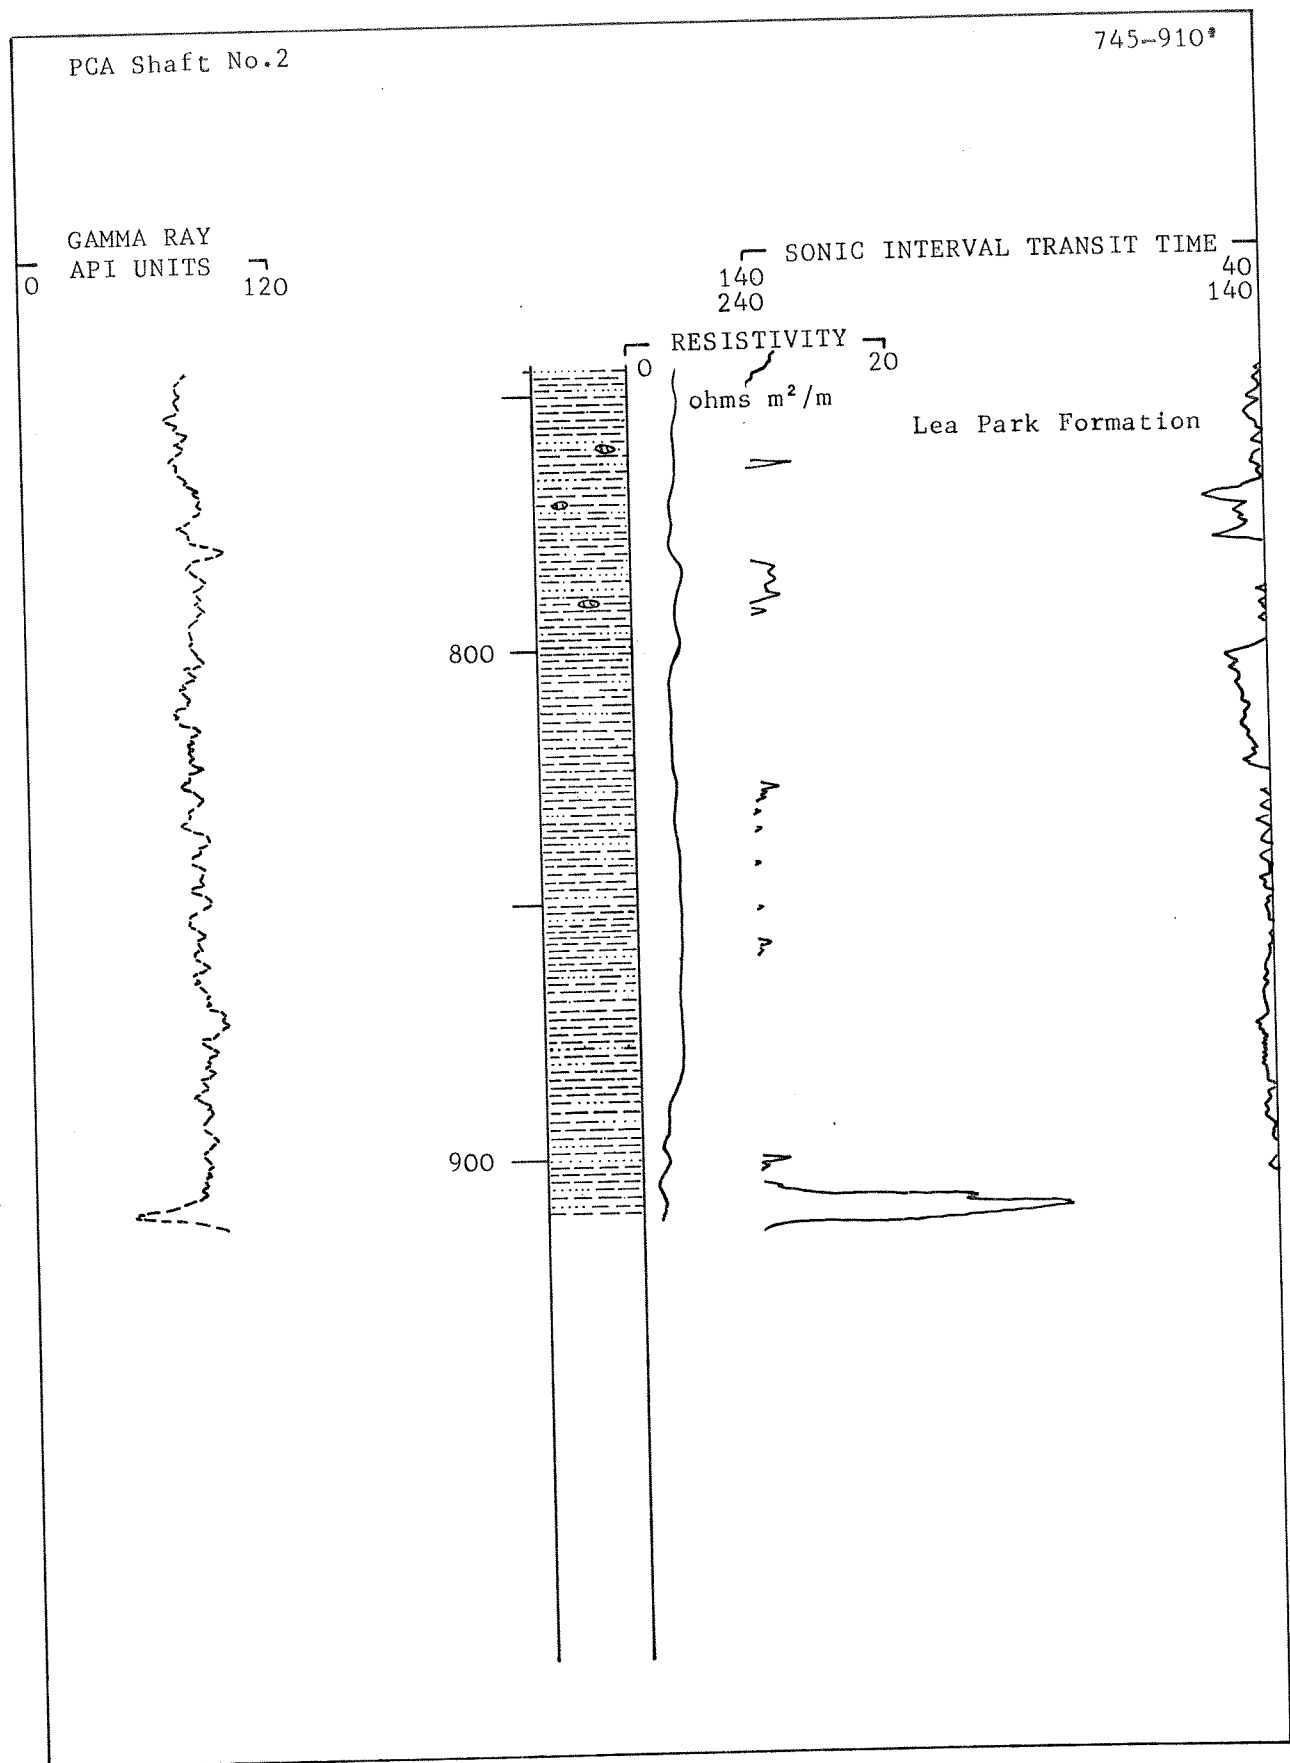 PCA Shaft No.2
745-910'
GAMMA RAY
API UNITS
0
120
SONIC INTERVAL TRANSIT TIME
140
240
40
140
RESISTIVITY
0
20
ohms m²/m
Lea Park Formation
800
900